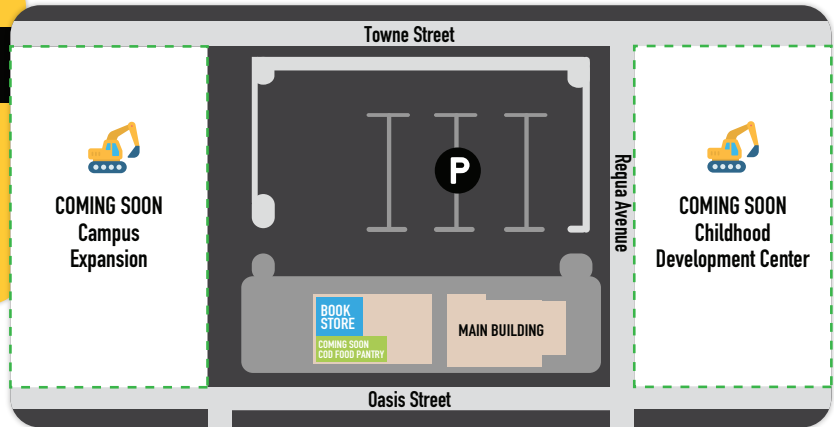 Towne Street
COMING SOON
Campus
Expansion
P
Requa Avenue
COMING SOON
Childhood
Development Center
BOOK
STORE
COMING SOON
COD FOOD PANTRY
MAIN BUILDING
Oasis Street